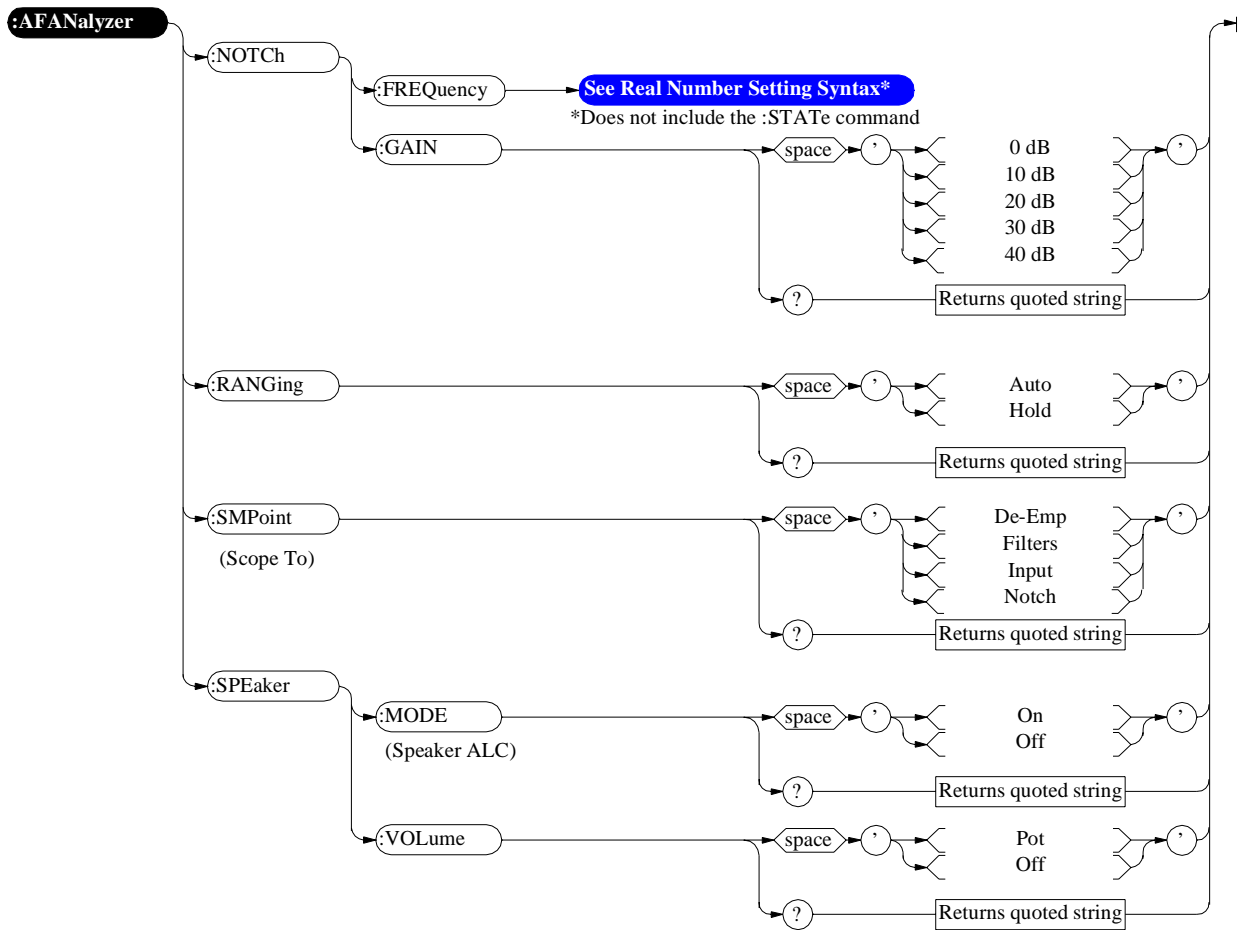 :AFANalyzer
:NOTCh
:FREQuency
See Real Number Setting Syntax*
*Does not include the :STATe command
:GAIN
space
’
0 dB
’
10 dB
20 dB
30 dB
40 dB
?
Returns quoted string
:RANGing
space
’
Auto
’
Hold
?
Returns quoted string
:SMPoint
(Scope To)
space
’
De-Emp
’
Filters
Input
Notch
?
Returns quoted string
:SPEaker
:MODE
(Speaker ALC)
space
’
On
’
Off
?
Returns quoted string
:VOLume
space
’
Pot
’
Off
?
Returns quoted string